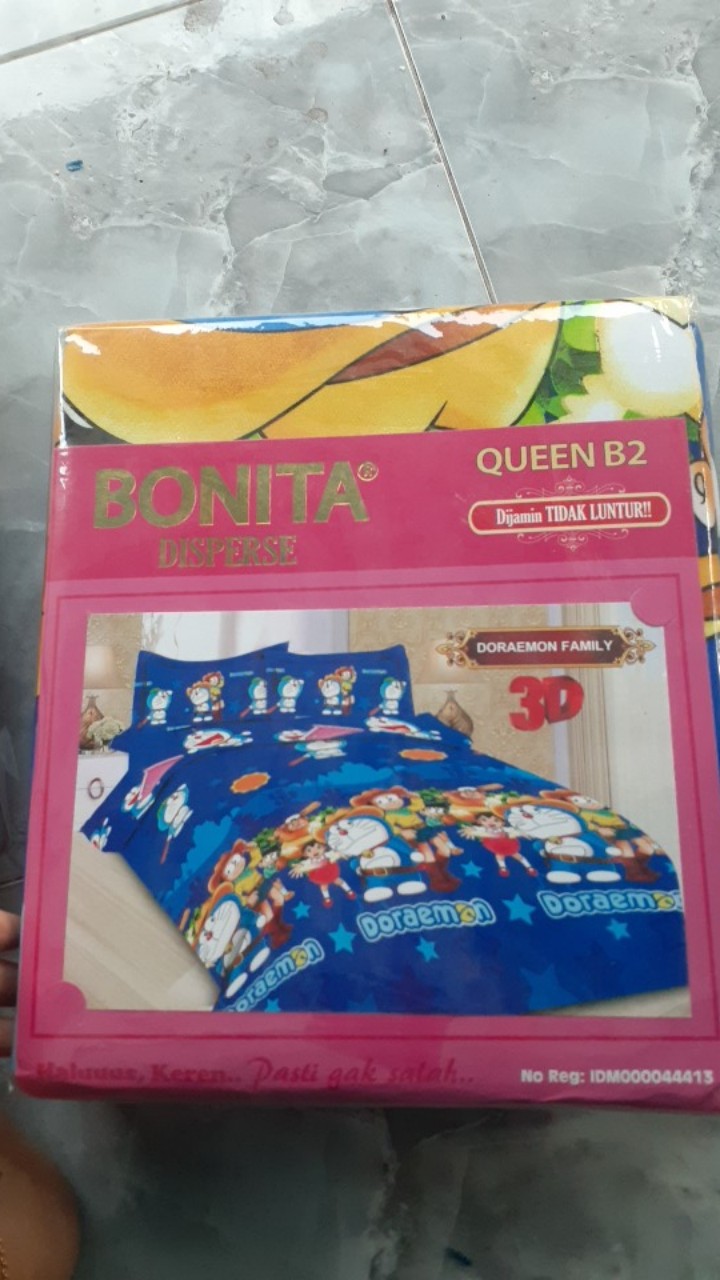 BONITA®
DISPERSE
QUEEN B2
Dijamin TIDAK LUNTUR!!
DORAEMON FAMILY
3D
Doraemon
Doraemon
Doraemon
Haluuus, Keren.. Pasti gak salah..
No Reg: IDM000044413